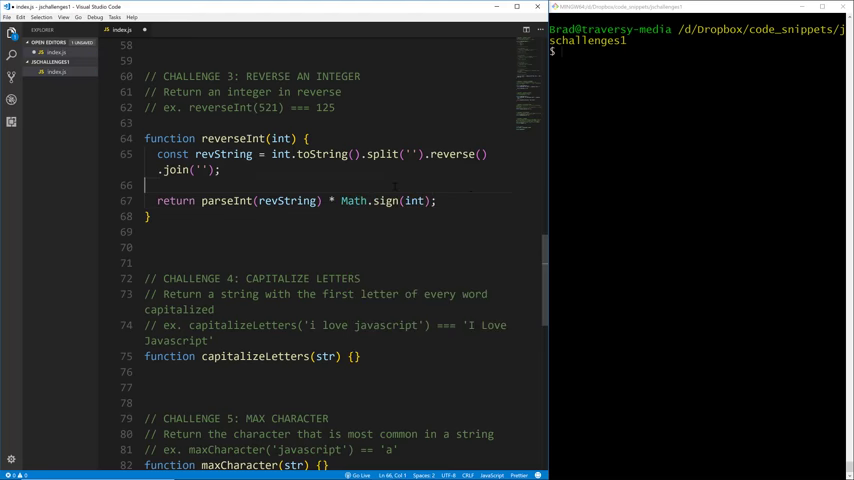 index.js - jschallenges1 - Visual Studio Code
File Edit Selection View Go Debug Tasks Help
OPEN EDITORS 1 UNSAVED
index.js
JSCHALLENGES1
index.js
index.js
58
59
60 // CHALLENGE 3: REVERSE AN INTEGER
61 // Return an integer in reverse
62 // ex. reverseInt(521) === 125
63
64 function reverseInt(int) {
65 const revString = int.toString().split('').reverse()
.join('');
66
67 return parseInt(revString) * Math.sign(int);
68 }
69
70
71
72 // CHALLENGE 4: CAPITALIZE LETTERS
73 // Return a string with the first letter of every word
capitalized
74 // ex. capitalizeLetters('i love javascript') === 'I Love
Javascript'
75 function capitalizeLetters(str) {}
76
77
78
79 // CHALLENGE 5: MAX CHARACTER
80 // Return the character that is most common in a string
81 // ex. maxCharacter('javascript') == 'a'
82 function maxCharacter(str) {}
0 0 Go Live Ln 66, Col 1 Spaces: 2 UTF-8 CRLF JavaScript Prettier
MINGW64:/d/Dropbox/code_snippets/jschallenges1
Brad@traversy-media /d/Dropbox/code_snippets/j
schallenges1
$